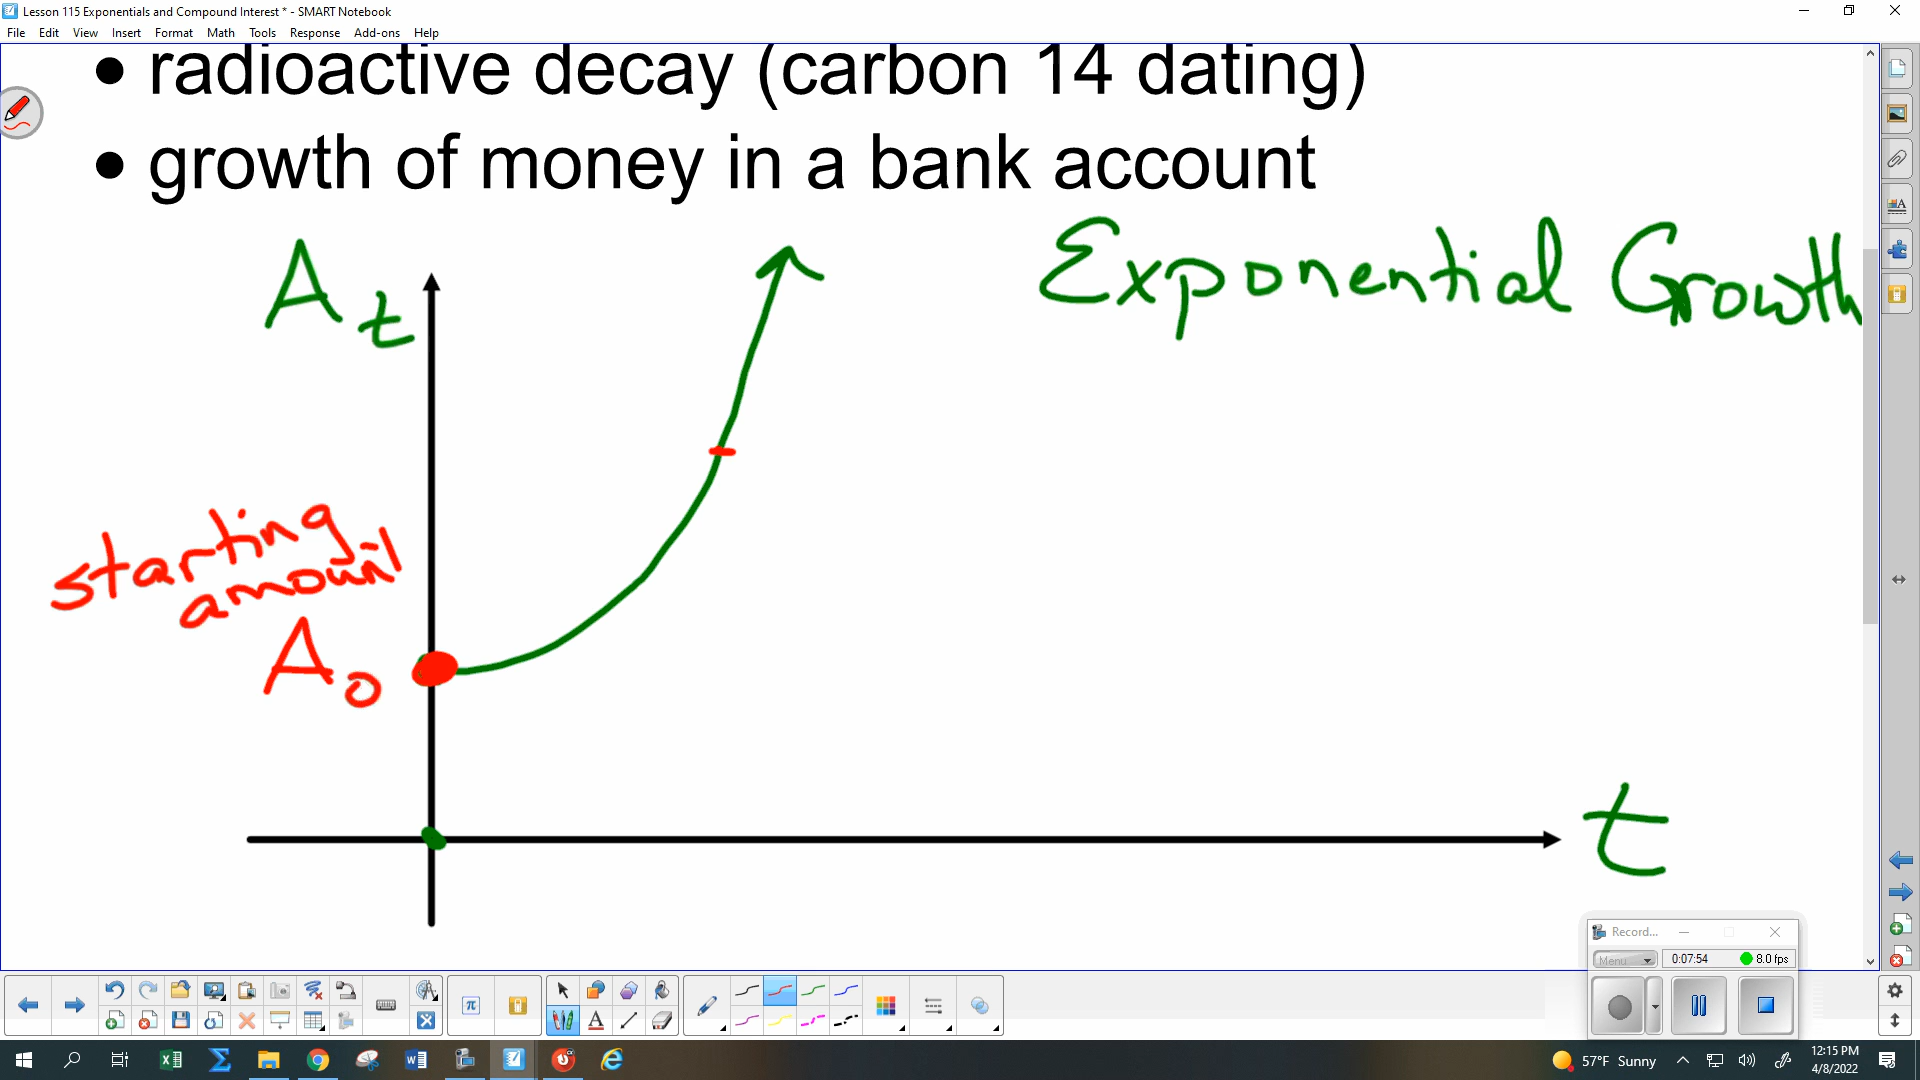 Lesson 115 Exponentials and Compound Interest * - SMART Notebook
File Edit View Insert Format Math Tools Response Add-ons Help
• radioactive decay (carbon 14 dating)
• growth of money in a bank account
Exponential Growth
A t
starting
amount
A 0
t
Record...
Menu 0:07:54 8.0 fps
57°F Sunny
12:15 PM
4/8/2022